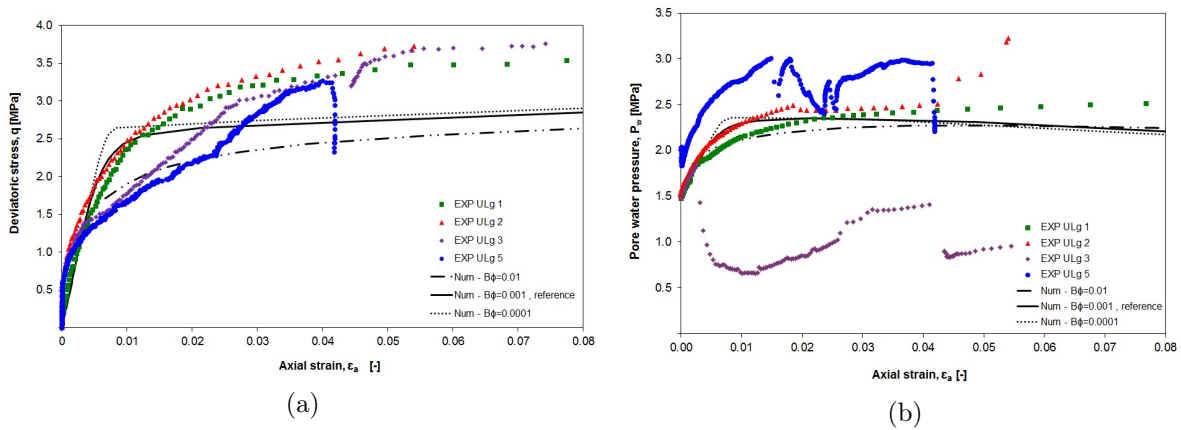 4.0
3.5
3.0
2.5
2.0
1.5
1.0
0.5
Deviatoric stress, q [MPa]
0
0.01
0.02
0.03
0.04
0.05
0.06
0.07
0.08
Axial strain, εa [-]
EXP ULg 1
EXP ULg 2
EXP ULg 3
EXP ULg 5
Num - Bϕ=0.01
Num - Bϕ=0.001 , reference
Num - Bϕ=0.0001
(a)
3.5
3.0
2.5
2.0
1.5
1.0
0.5
0.0
Pore water pressure, Pw [MPa]
0.00
0.01
0.02
0.03
0.04
0.05
0.06
0.07
0.08
Axial strain, εa [-]
EXP ULg 1
EXP ULg 2
EXP ULg 3
EXP ULg 5
Num - Bϕ=0.01
Num - Bϕ=0.001 , reference
Num - Bϕ=0.0001
(b)